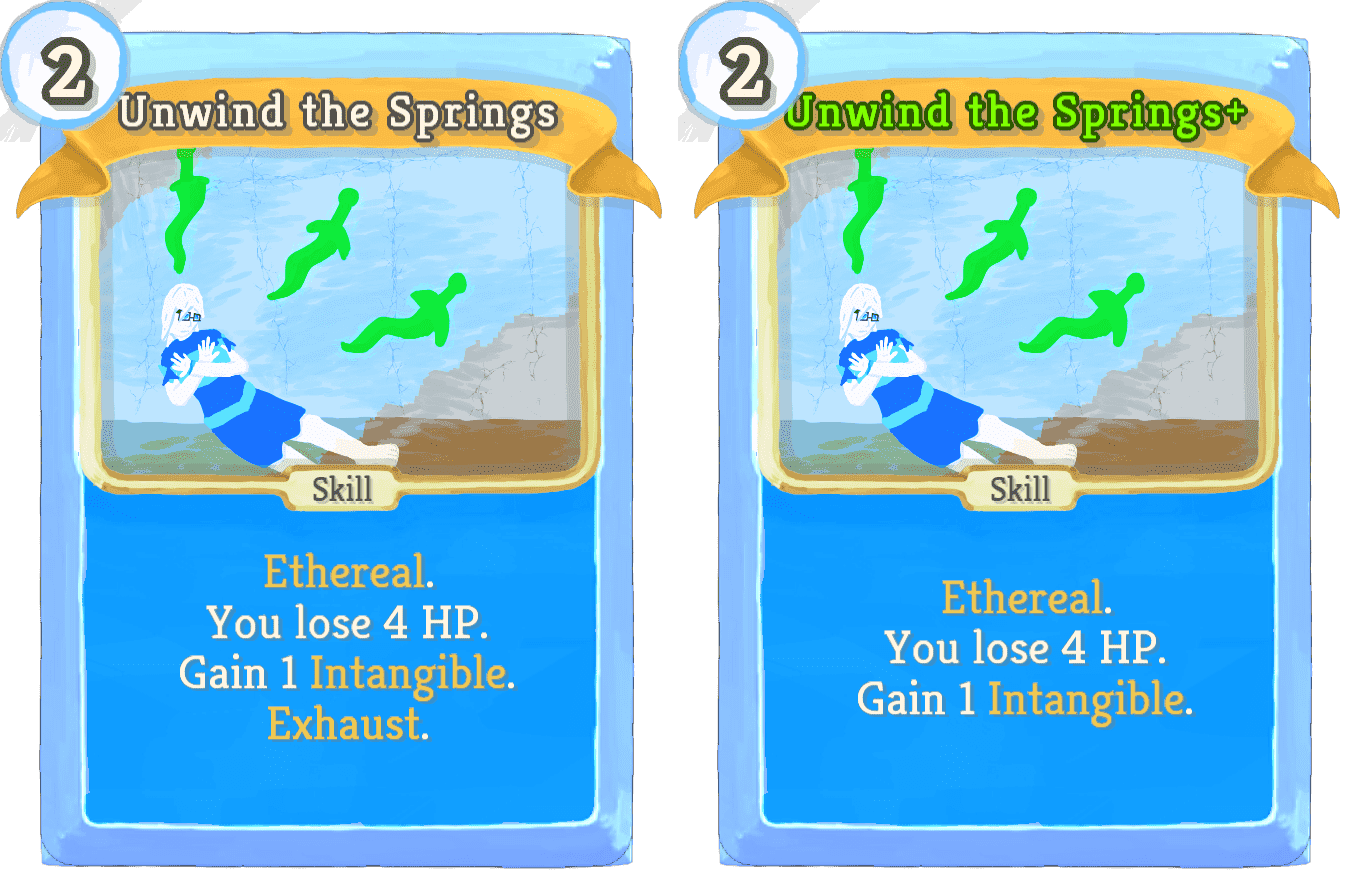 2
Unwind the Springs
Skill
Ethereal.
You lose 4 HP.
Gain 1 Intangible.
Exhaust.
2
Unwind the Springs+
Skill
Ethereal.
You lose 4 HP.
Gain 1 Intangible.